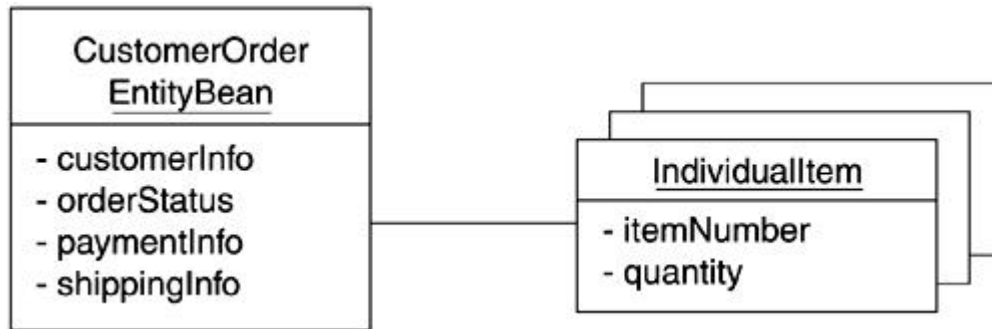 CustomerOrder
EntityBean
- customerInfo
- orderStatus
- paymentInfo
- shippingInfo
IndividualItem
- itemNumber
- quantity